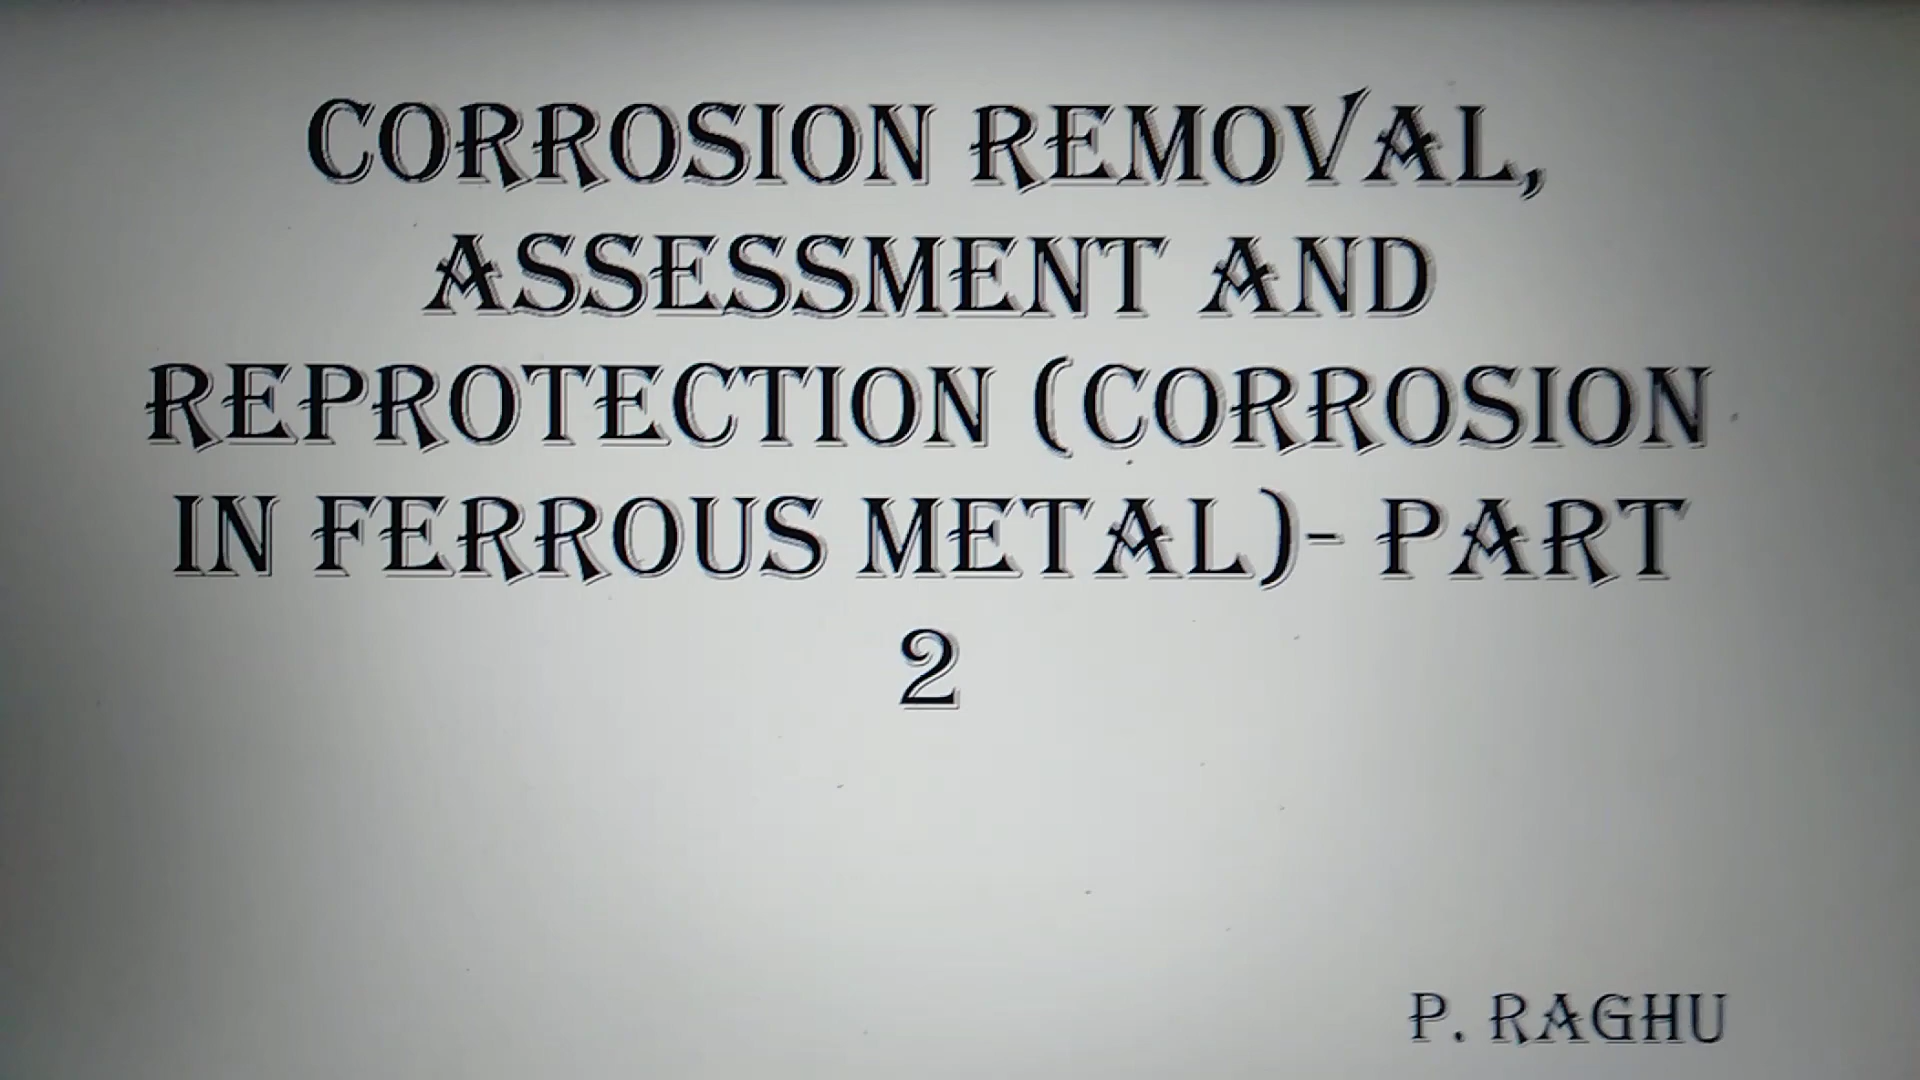 CORROSION REMOVAL,
ASSESSMENT AND
REPROTECTION (CORROSION
IN FERROUS METAL)- PART
2
P. RAGHU